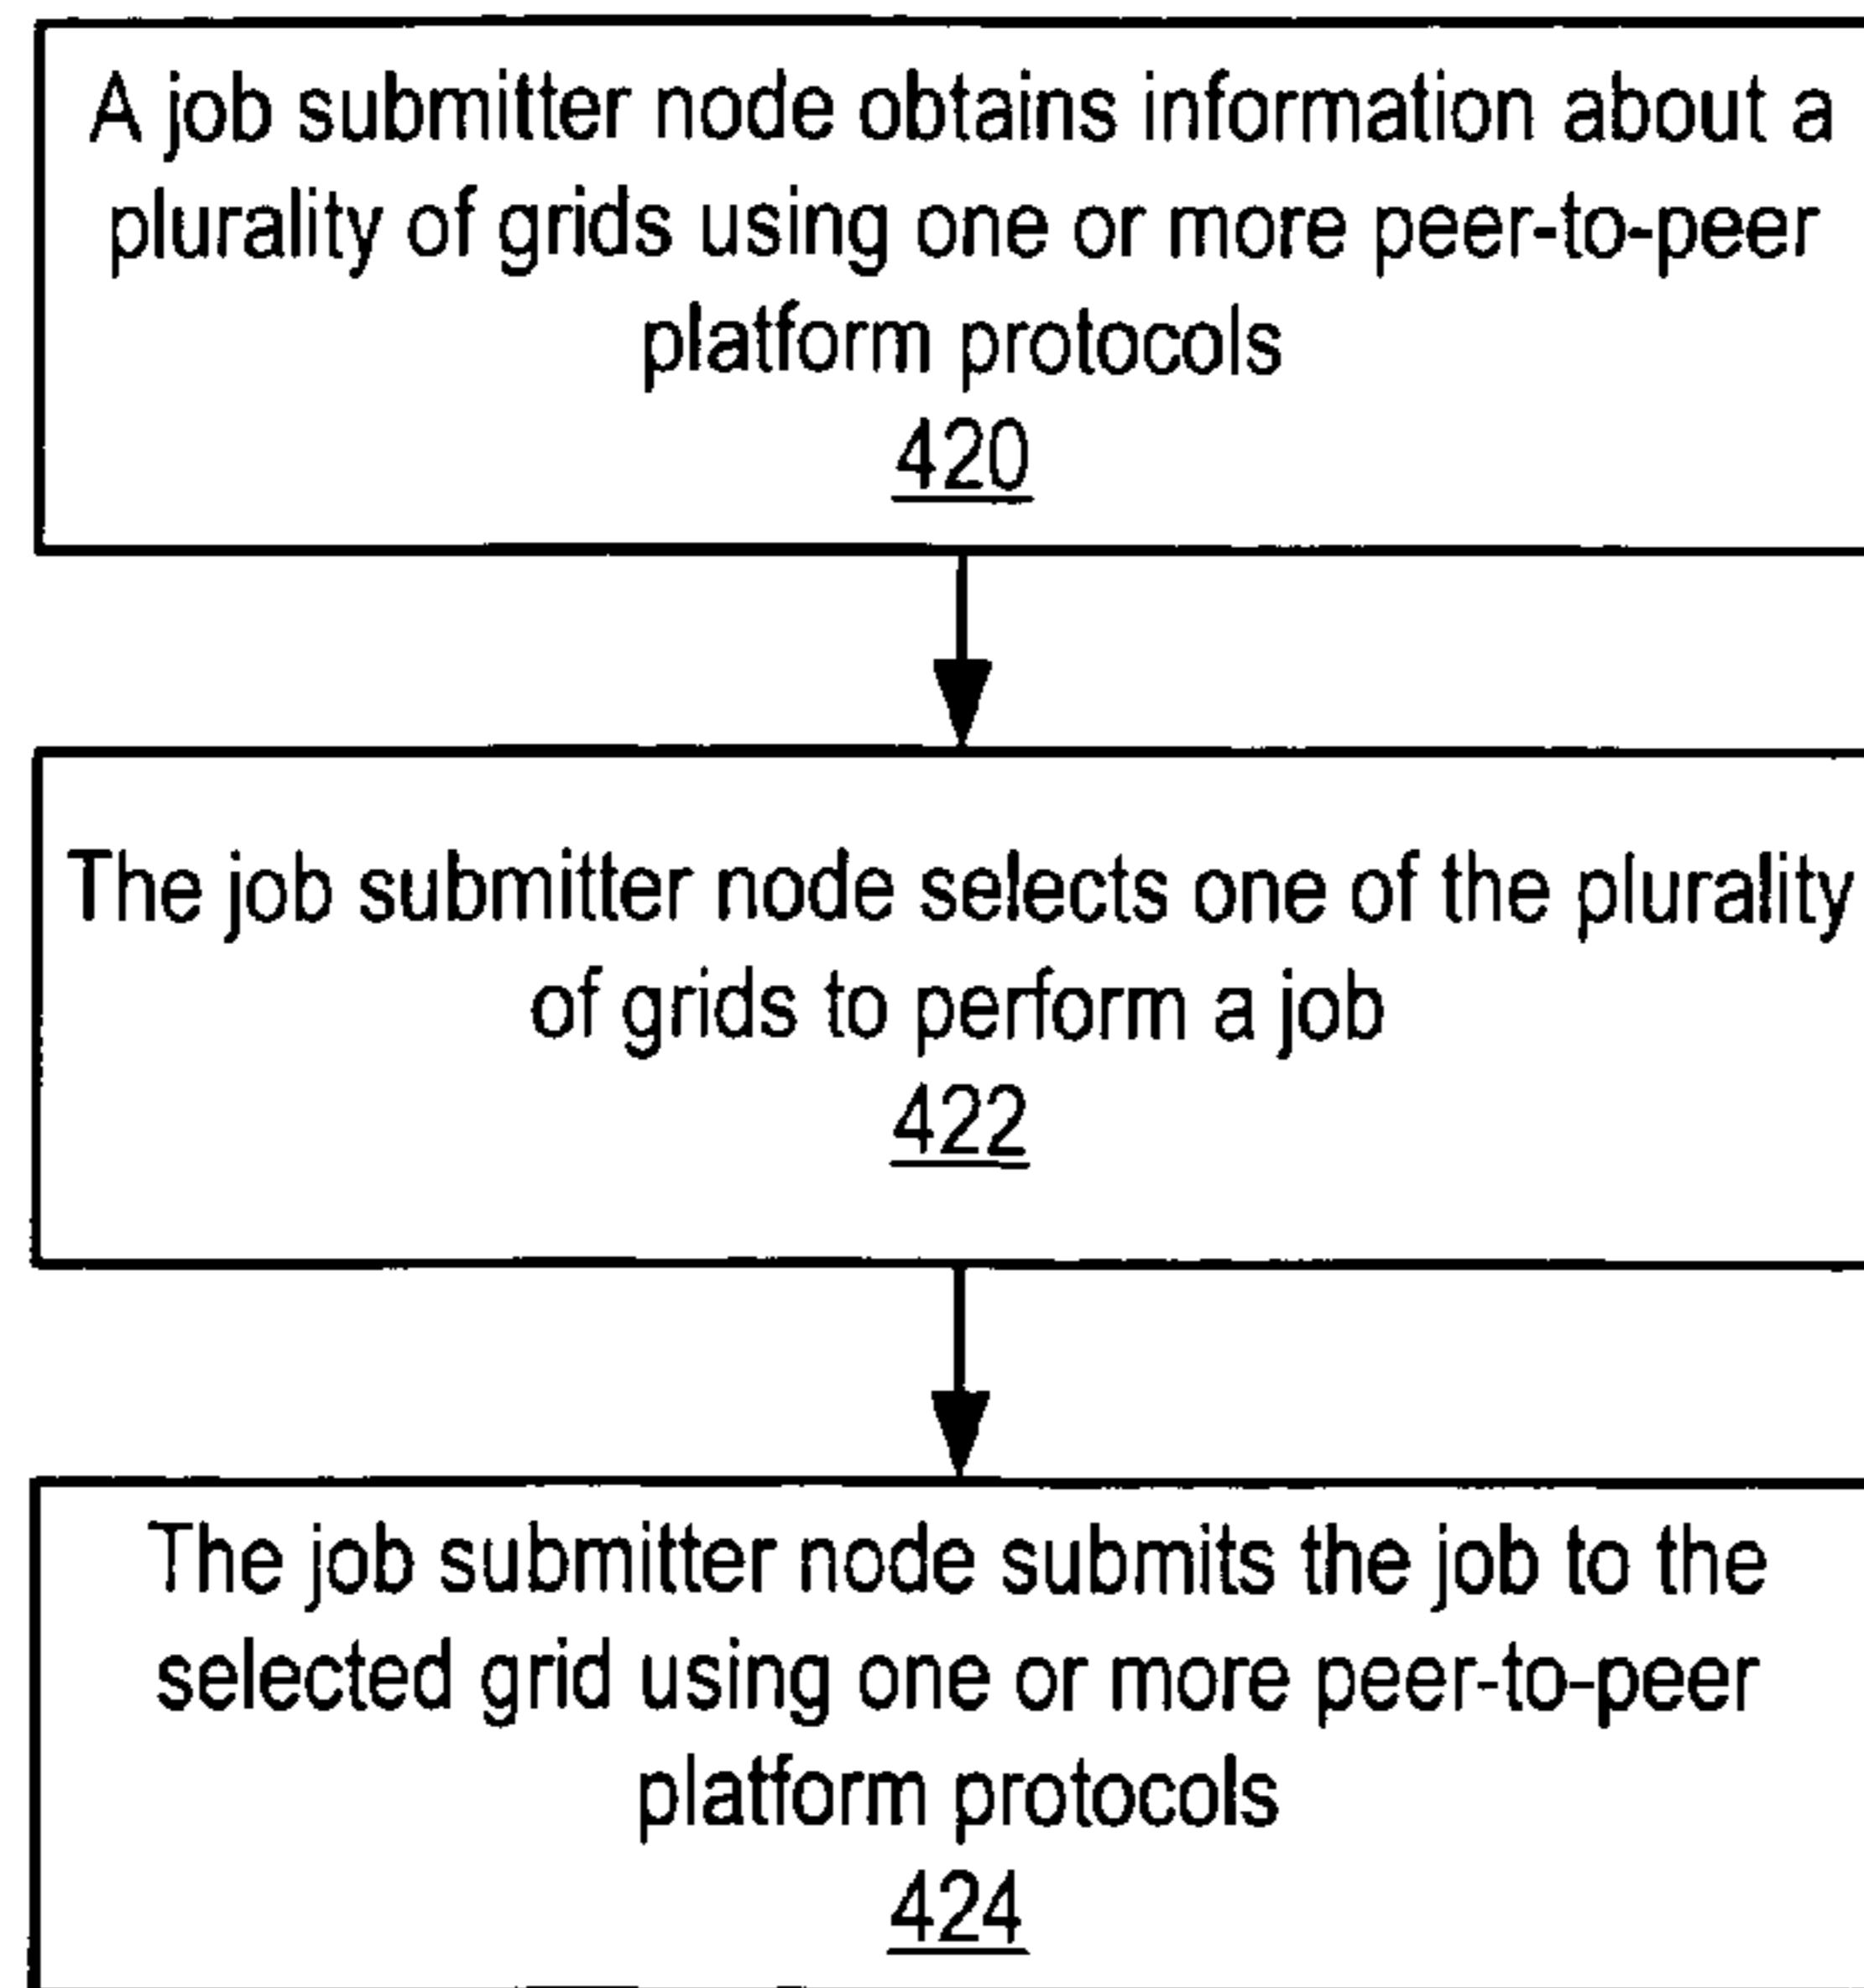 A job submitter node obtains information about a
plurality of grids using one or more peer-to-peer
platform protocols
420
The job submitter node selects one of the plurality
of grids to perform a job
422
The job submitter node submits the job to the
selected grid using one or more peer-to-peer
platform protocols
424